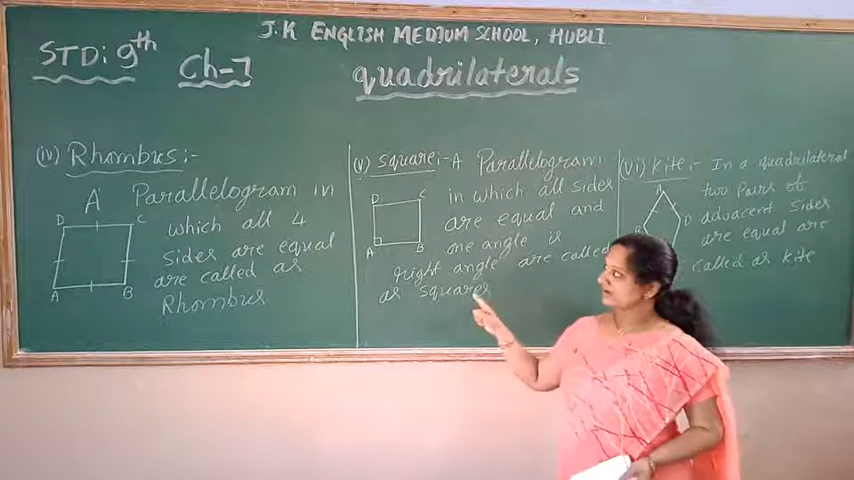 J.K ENGLISH MEDIUM SCHOOL, HUBLI.
STD: 9th Ch-7
quadrilaterals
(iv) Rhombus:-
A Parallelogram in
which all 4
sides are equal
are called as
Rhombus
D C
A B
(v) Square:- A Parallelogram
in which all sides
are equal and
one angle is
right angle are called
as squares
D C
A B
(vi) kite:- In a quadrilateral
two pairs of
advacent sides
are equal are
called as kite
A
B D